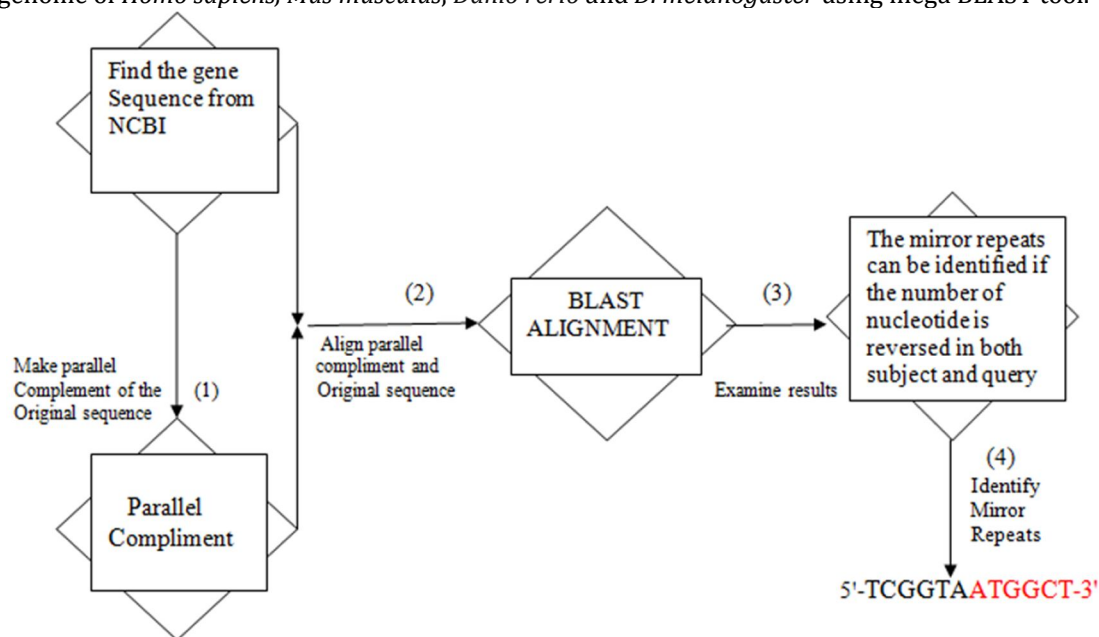 genome of Homo sapiens, Mus musculus, Danio rerio and D. melanogaster using mega BLAST tool.
Find the gene
Sequence from
NCBI
Make parallel
Complement of the
Original sequence
(1)
Parallel
Compliment
(2)
Align parallel
compliment and
Original sequence
BLAST
ALIGNMENT
(3)
Examine results
The mirror repeats
can be identified if
the number of
nucleotide is
reversed in both
subject and query
(4)
Identify
Mirror
Repeats
5'-TCGGTAATGGCT-3'